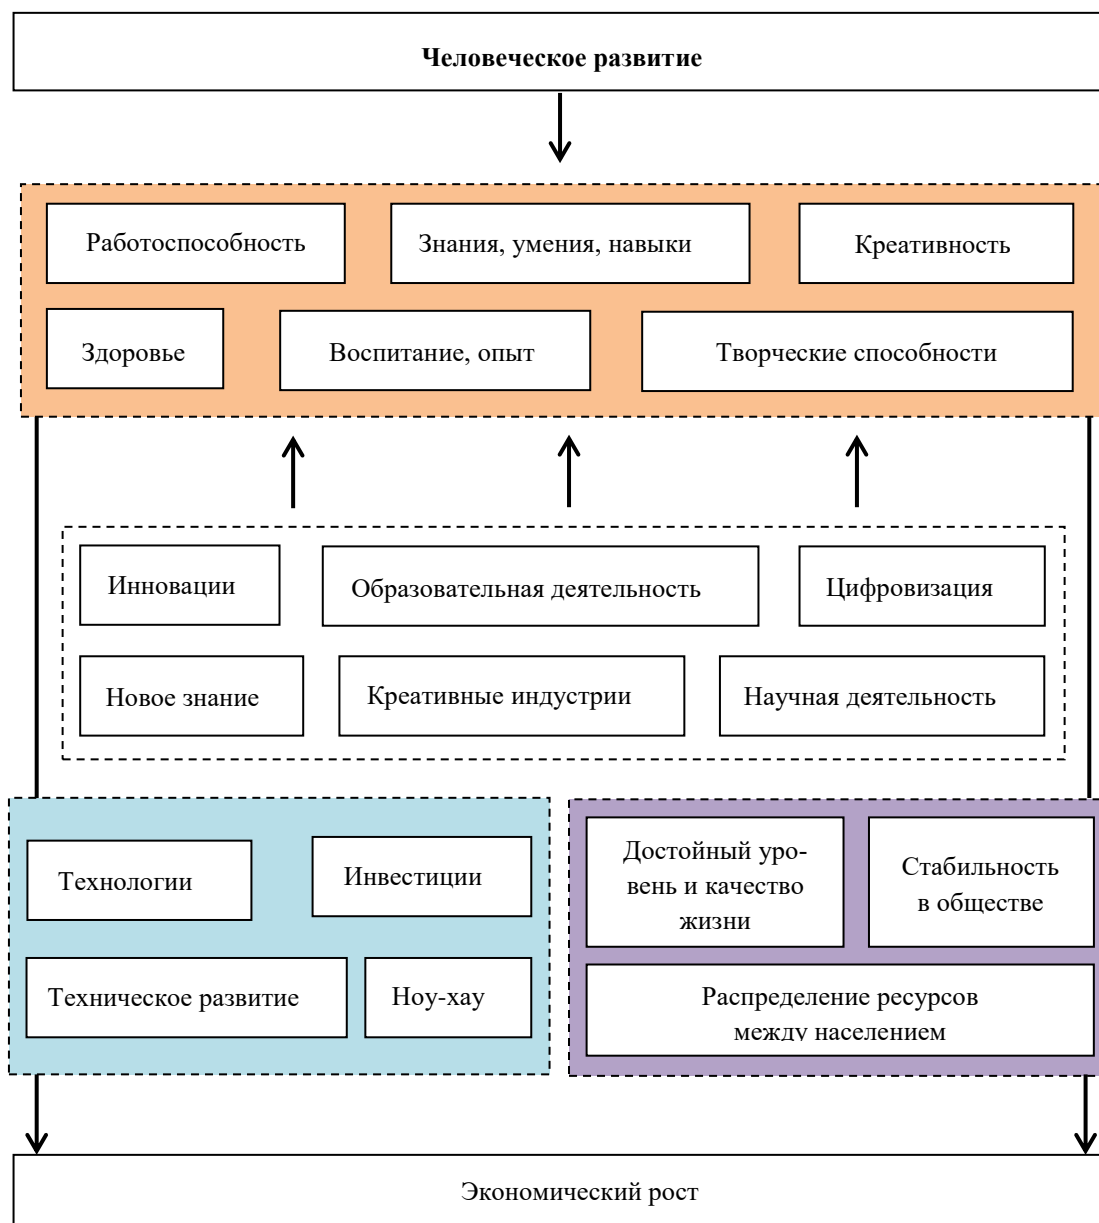 Человеческое развитие
Работоспособность
Знания, умения, навыки
Креативность
Здоровье
Воспитание, опыт
Творческие способности
Инновации
Образовательная деятельность
Цифровизация
Новое знание
Креативные индустрии
Научная деятельность
Технологии
Инвестиции
Техническое развитие
Ноу-хау
Достойный уро-
вень и качество
жизни
Стабильность
в обществе
Распределение ресурсов
между населением
Экономический рост